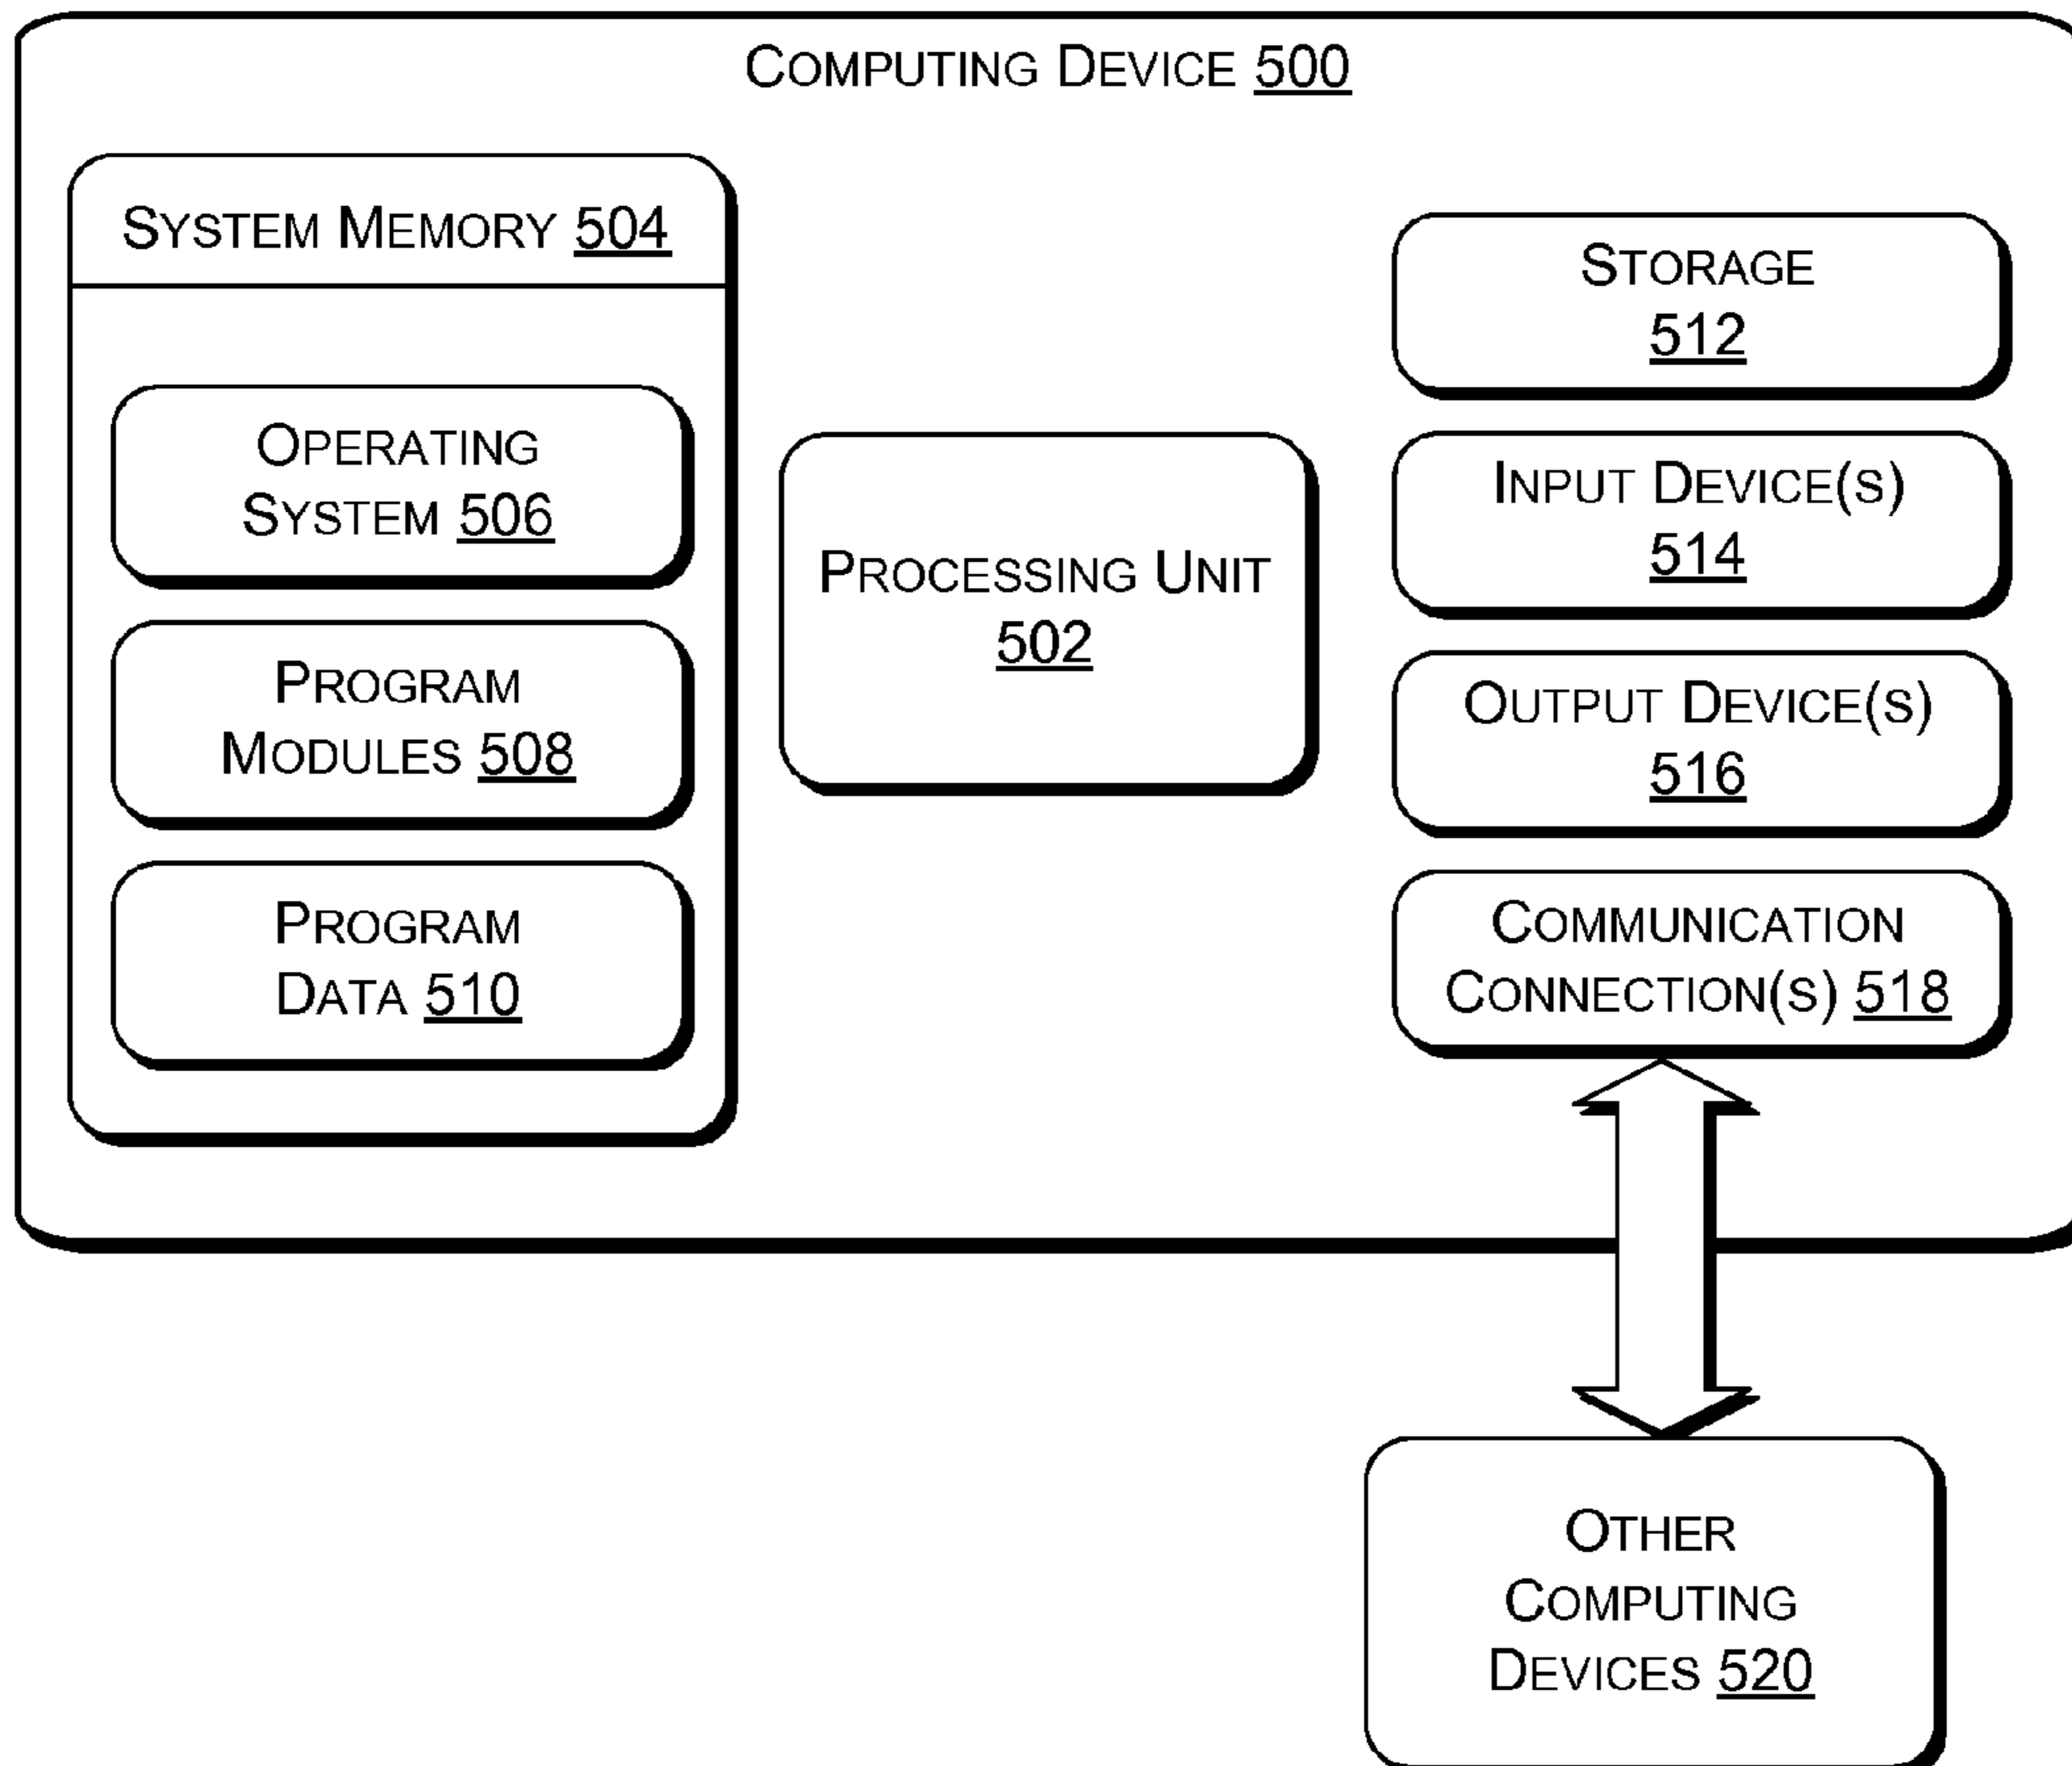 COMPUTING DEVICE 500
SYSTEM MEMORY 504
OPERATING
SYSTEM 506
PROGRAM
MODULES 508
PROGRAM
DATA 510
PROCESSING UNIT
502
STORAGE
512
INPUT DEVICE(S)
514
OUTPUT DEVICE(S)
516
COMMUNICATION
CONNECTION(S) 518
OTHER
COMPUTING
DEVICES 520